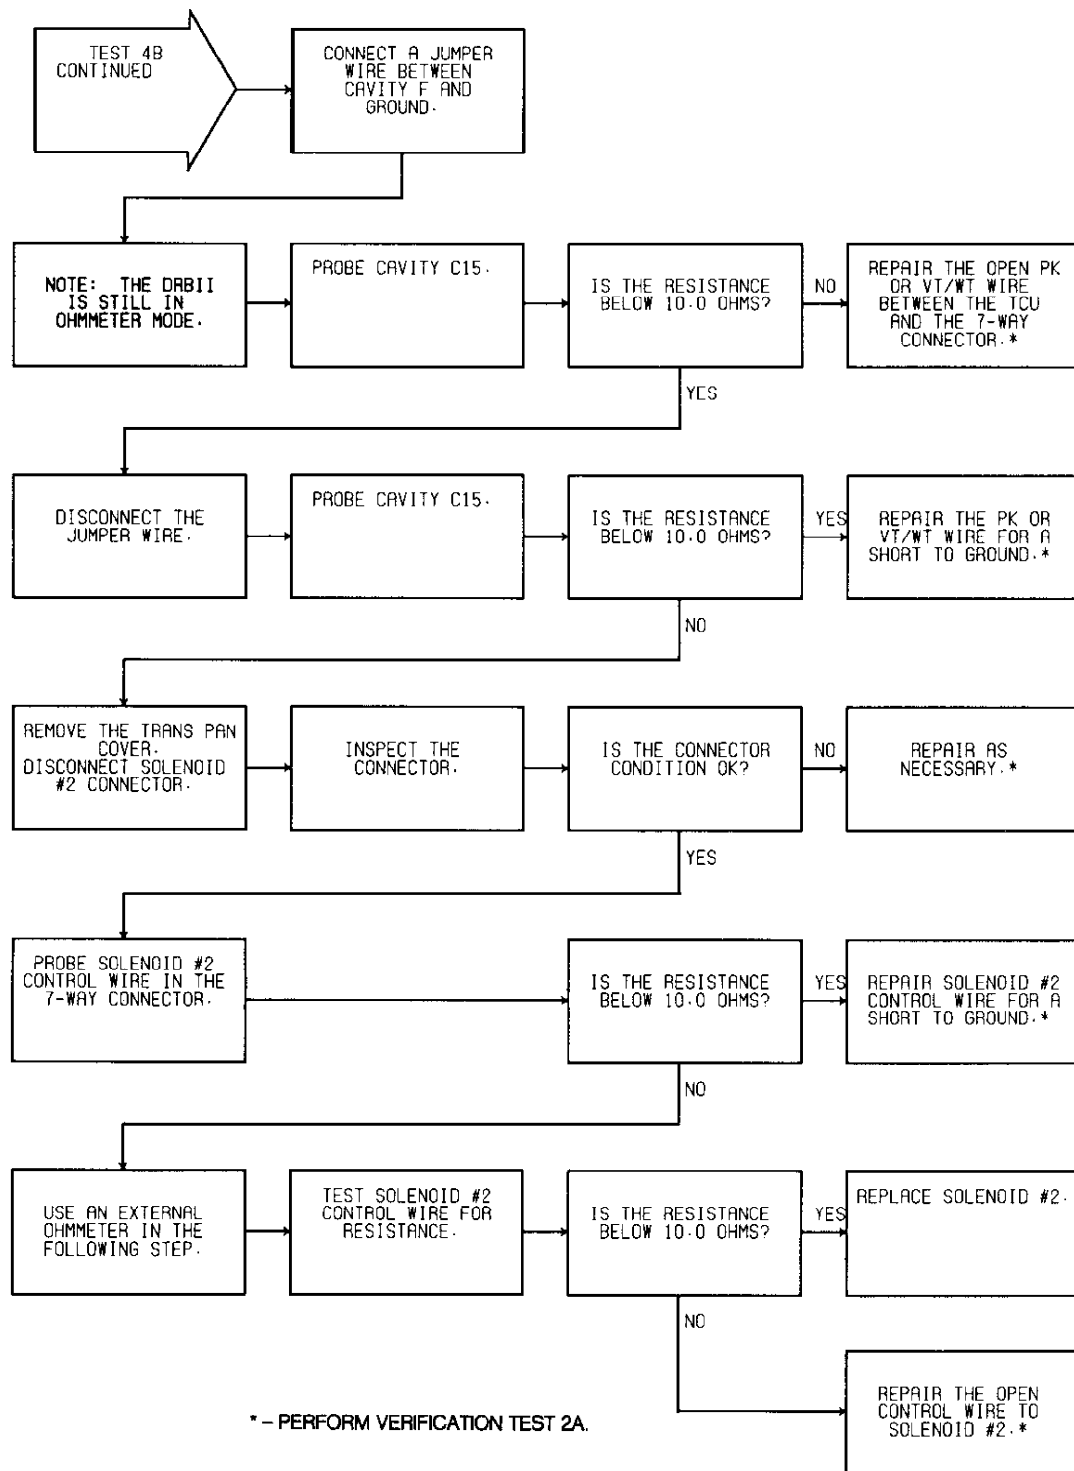 TEST 4B
CONTINUED
CONNECT A JUMPER
WIRE BETWEEN
CAVITY F AND
GROUND.
NOTE: THE DRBII
IS STILL IN
OHMMETER MODE.
PROBE CAVITY C15.
IS THE RESISTANCE
BELOW 10.0 OHMS?
NO
REPAIR THE OPEN PK
OR VT/WT WIRE
BETWEEN THE TCU
AND THE 7-WAY
CONNECTOR.*
YES
DISCONNECT THE
JUMPER WIRE.
PROBE CAVITY C15.
IS THE RESISTANCE
BELOW 10.0 OHMS?
YES
REPAIR THE PK OR
VT/WT WIRE FOR A
SHORT TO GROUND.*
NO
REMOVE THE TRANS PAN
COVER.
DISCONNECT SOLENOID
#2 CONNECTOR.
INSPECT THE
CONNECTOR.
IS THE CONNECTOR
CONDITION OK?
NO
REPAIR AS
NECESSARY.*
YES
PROBE SOLENOID #2
CONTROL WIRE IN THE
7-WAY CONNECTOR.
IS THE RESISTANCE
BELOW 10.0 OHMS?
YES
REPAIR SOLENOID #2
CONTROL WIRE FOR A
SHORT TO GROUND.*
NO
USE AN EXTERNAL
OHMMETER IN THE
FOLLOWING STEP.
TEST SOLENOID #2
CONTROL WIRE FOR
RESISTANCE.
IS THE RESISTANCE
BELOW 10.0 OHMS?
YES
REPLACE SOLENOID #2.
NO
REPAIR THE OPEN
CONTROL WIRE TO
SOLENOID #2.*
* – PERFORM VERIFICATION TEST 2A.